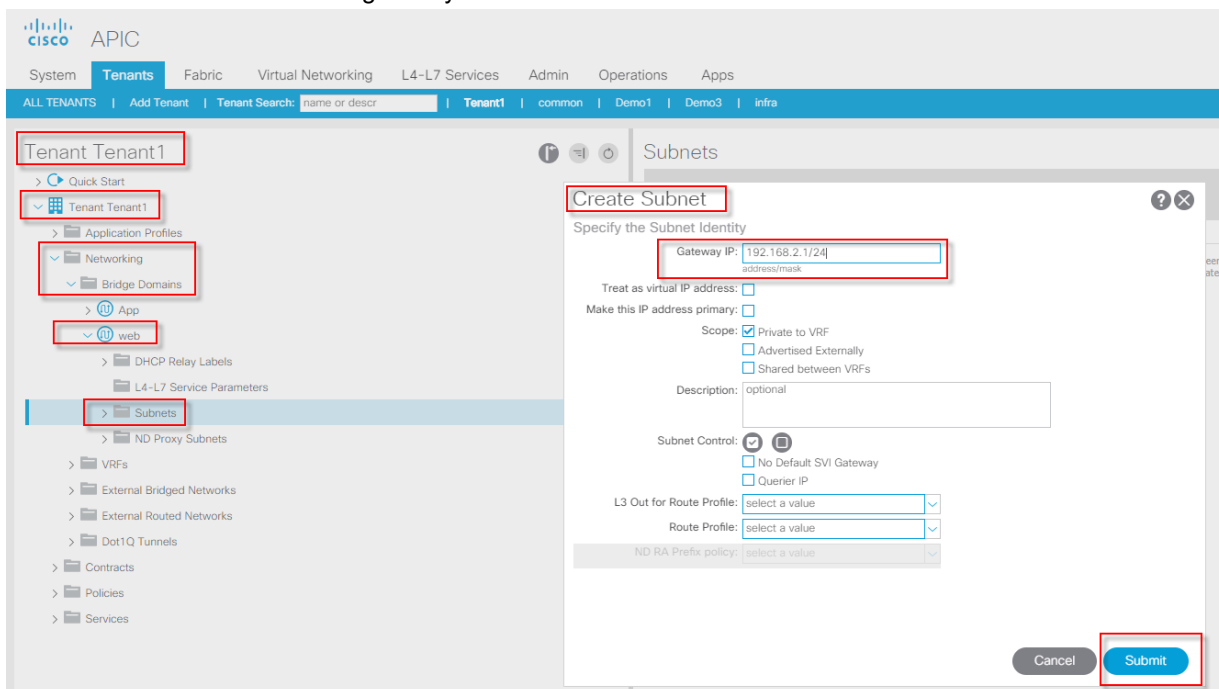 cisco APIC
System Tenants Fabric Virtual Networking L4-L7 Services Admin Operations Apps
ALL TENANTS | Add Tenant | Tenant Search: name or descr | Tenant1 | common | Demo1 | Demo3 | infra
Tenant Tenant1
Quick Start
Tenant Tenant1
Application Profiles
Networking
Bridge Domains
App
web
DHCP Relay Labels
L4-L7 Service Parameters
Subnets
ND Proxy Subnets
VRFs
External Bridged Networks
External Routed Networks
Dot1Q Tunnels
Contracts
Policies
Services
Subnets
Create Subnet
Specify the Subnet Identity
Gateway IP: 192.168.2.1/24
address/mask
Treat as virtual IP address:
Make this IP address primary:
Scope: Private to VRF
Advertised Externally
Shared between VRFs
Description: optional
Subnet Control:
No Default SVI Gateway
Querier IP
L3 Out for Route Profile: select a value
Route Profile: select a value
ND RA Prefix policy: select a value
Cancel Submit